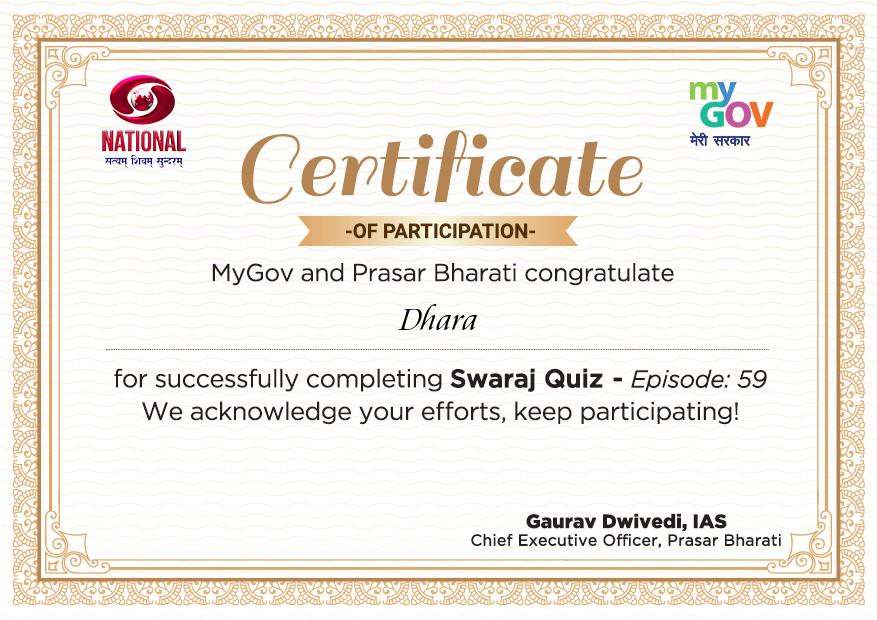 NATIONAL
सत्यम् शिवम् सुन्दरम्
my
GOV
मेरी सरकार
Certificate
-OF PARTICIPATION-
MyGov and Prasar Bharati congratulate
Dhara
for successfully completing Swaraj Quiz - Episode: 59
We acknowledge your efforts, keep participating!
Gaurav Dwivedi, IAS
Chief Executive Officer, Prasar Bharati